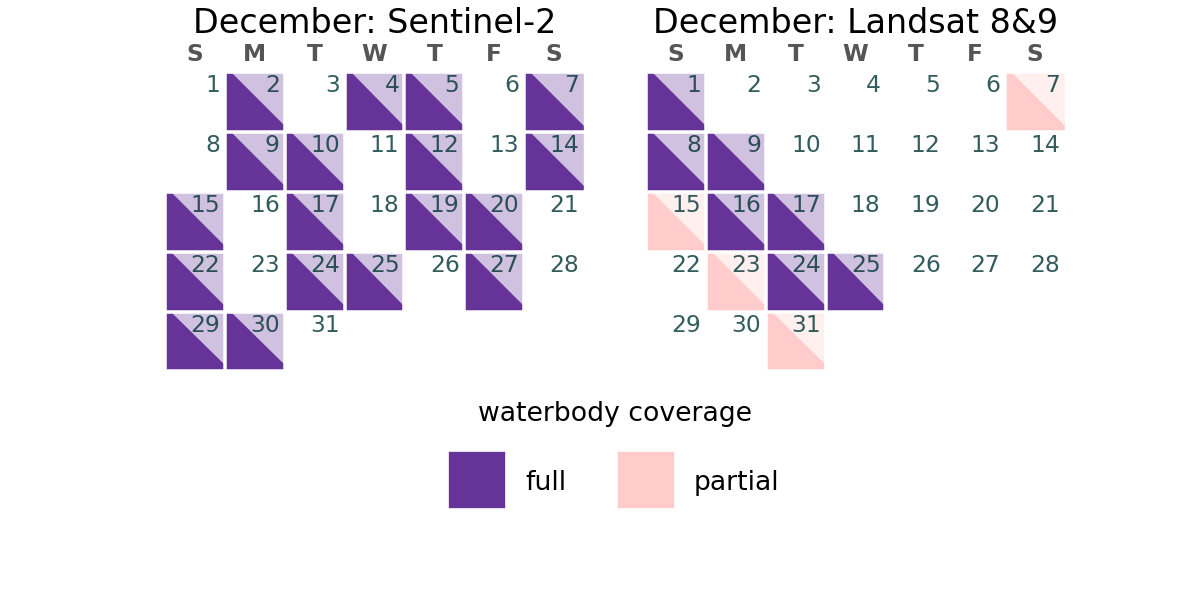 December: Sentinel-2
S M T W T F S
1 2 3 4 5 6 7
8 9 10 11 12 13 14
15 16 17 18 19 20 21
22 23 24 25 26 27 28
29 30 31
December: Landsat 8&9
S M T W T F S
1 2 3 4 5 6 7
8 9 10 11 12 13 14
15 16 17 18 19 20 21
22 23 24 25 26 27 28
29 30 31
waterbody coverage
full partial